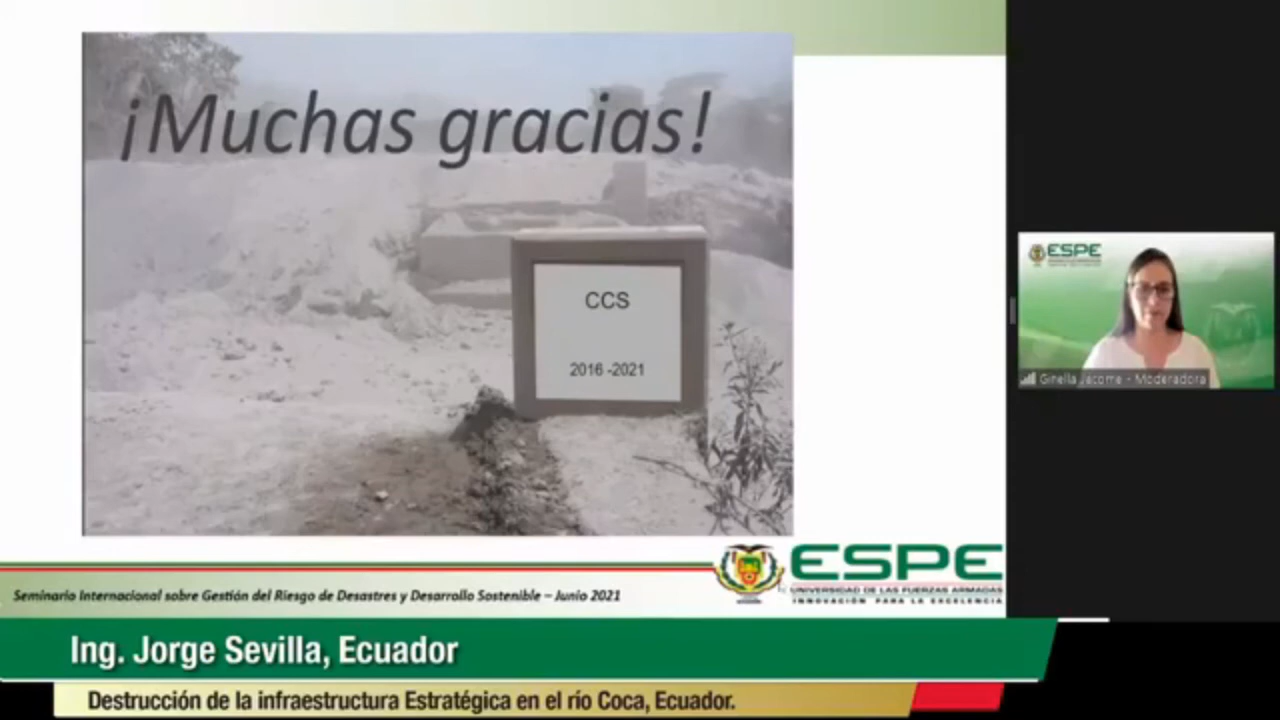 ¡Muchas gracias!
CCS
2016 -2021
ESPE
Ginella Jacome - Moderadora
ESPE
UNIVERSIDAD DE LAS FUERZAS ARMADAS
INNOVACIÓN PARA LA EXCELENCIA
Seminario Internacional sobre Gestión del Riesgo de Desastres y Desarrollo Sostenible – Junio 2021
Ing. Jorge Sevilla, Ecuador
Destrucción de la infraestructura Estratégica en el río Coca, Ecuador.